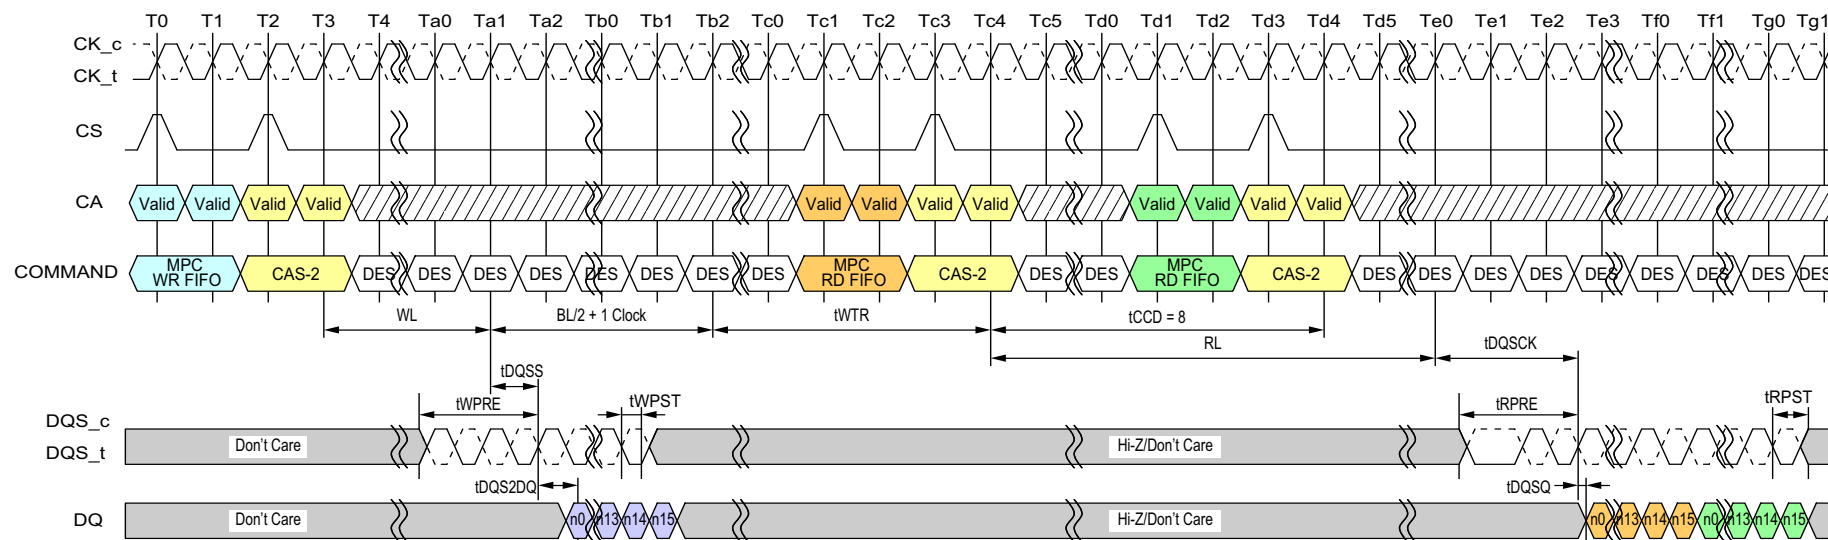 T0 T1 T2 T3 T4 Ta0 Ta1 Ta2 Tb0 Tb1 Tb2 Tc0 Tc1 Tc2 Tc3 Tc4 Tc5 Td0 Td1 Td2 Td3 Td4 Td5 Te0 Te1 Te2 Te3 Tf0 Tf1 Tg0 Tg1
CK_c
CK_t
CS
CA Valid Valid Valid Valid Valid Valid Valid Valid Valid Valid Valid Valid
COMMAND MPC WR FIFO CAS-2 DES DES DES DES DES DES DES DES MPC RD FIFO CAS-2 DES DES MPC RD FIFO CAS-2 DES DES DES DES DES DES DES DES DES
WL BL/2 + 1 Clock tWTR tCCD = 8
RL tDQSCK
tDQSS
tWPRE tWPST tRPRE tRPST
DQS_c
DQS_t Don't Care Hi-Z/Don't Care
tDQS2DQ tDQSQ
DQ Don't Care n0 n13 n14 n15 Hi-Z/Don't Care n0 n13 n14 n15 n0 n13 n14 n15